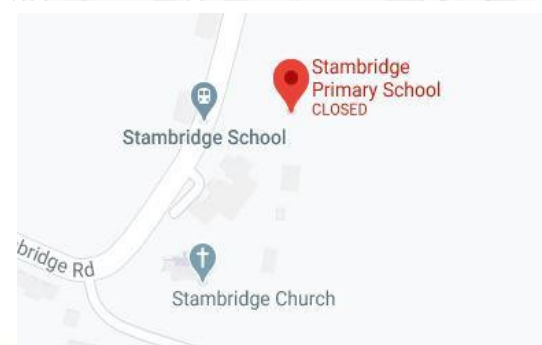 Stambridge
Primary School
CLOSED
Stambridge School
bridge Rd
Stambridge Church